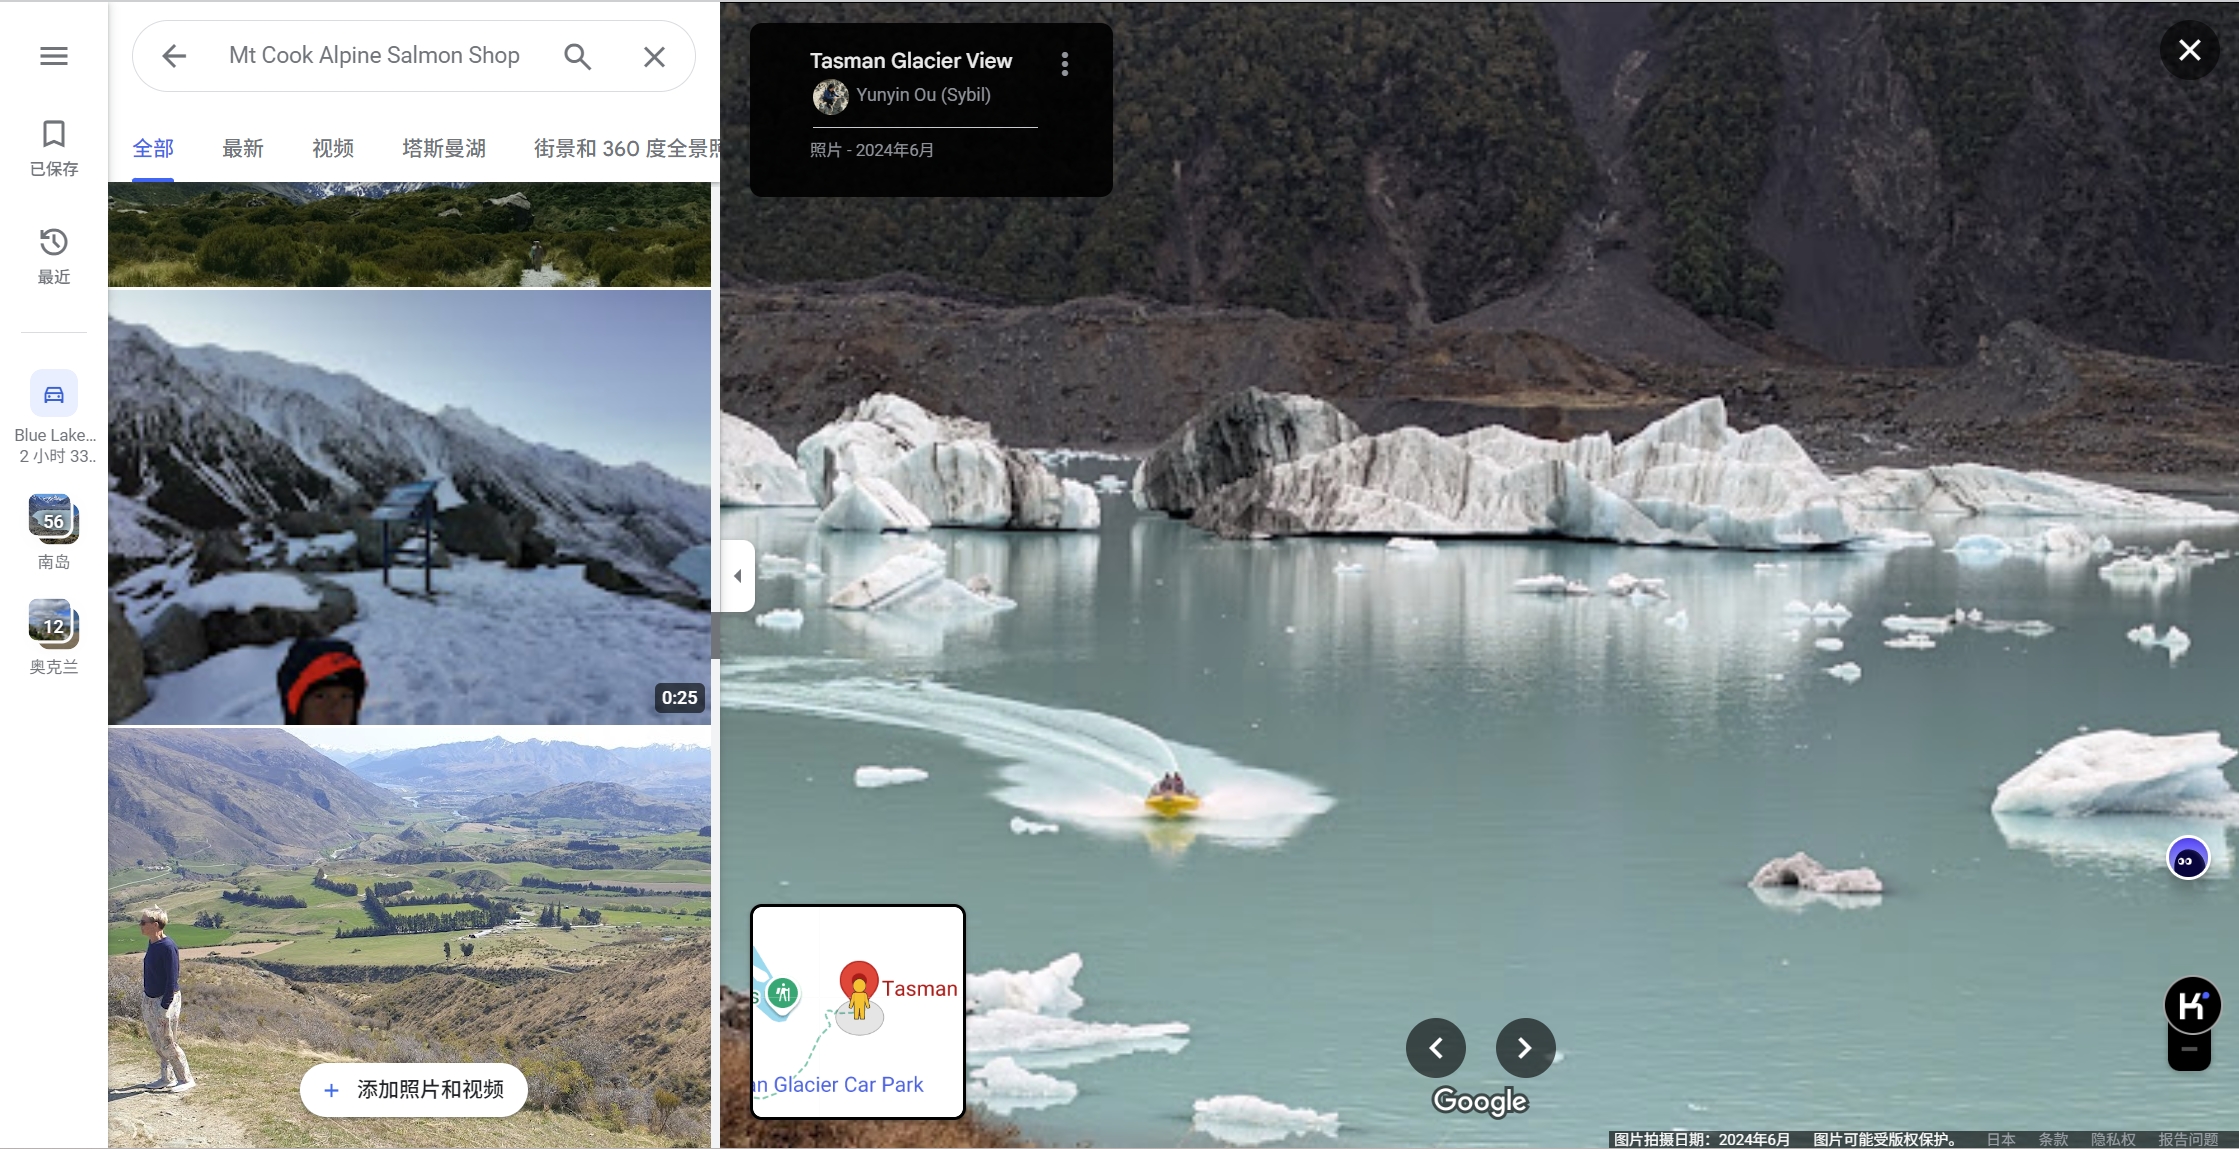 Mt Cook Alpine Salmon Shop
全部
最新
视频
塔斯曼湖
街景和 360 度全景照
已保存
最近
Blue Lake...
2 小时 33..
56
南岛
12
奥克兰
0:25
添加照片和视频
Tasman Glacier View
Yunyin Ou (Sybil)
照片 - 2024年6月
s
Tasman
an Glacier Car Park
Google
图片拍摄日期：2024年6月
图片可能受版权保护。
日本
条款
隐私权
报告问题